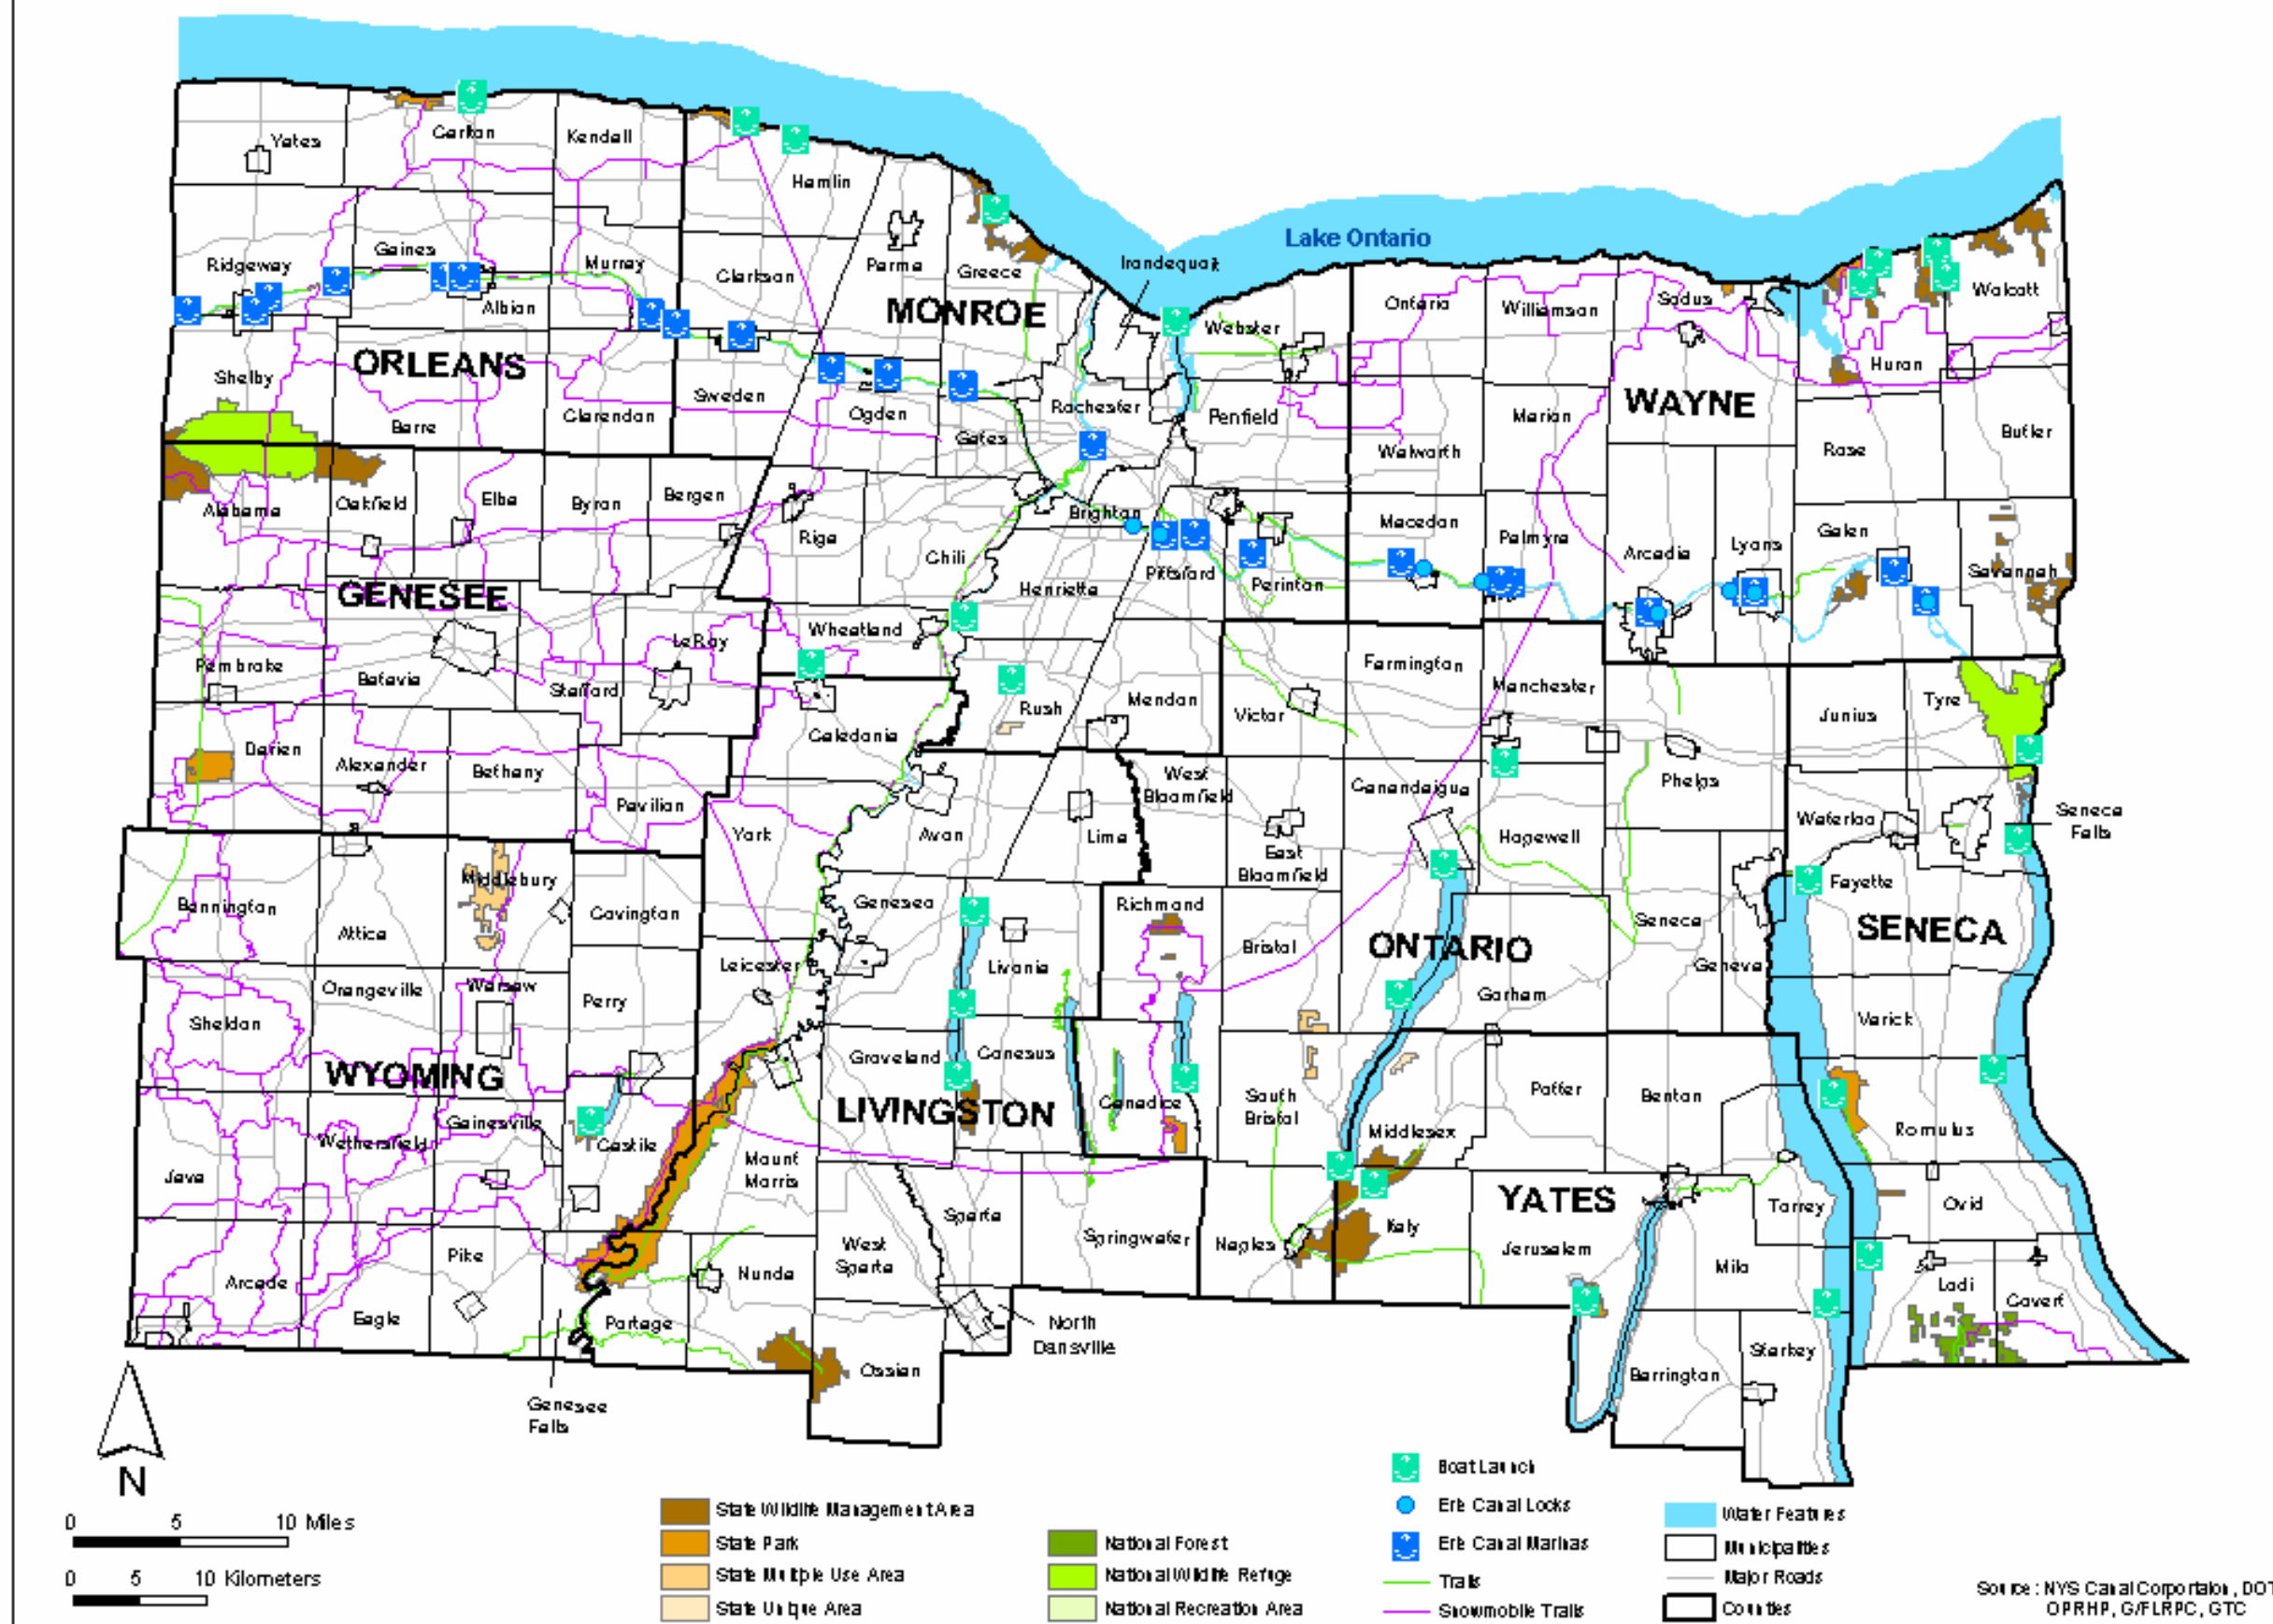 Yates
Carlton
Kendall
Hamlin
Lake Ontario
Ridgeway
Gaines
Murray
Clarkson
Parma
Greece
Irondequoit
Albion
MONROE
Webster
Ontario
Williamson
Sodus
Wolcott
ORLEANS
Shelby
Barre
Clarendon
Sweden
Ogden
Gates
Rochester
Penfield
Walworth
Marion
WAYNE
Huron
Rose
Butler
Alabama
Oakfield
Elba
Byron
Bergen
Riga
Chili
Brighton
Henrietta
Pittsford
Perinton
Macedon
Palmyra
Arcadia
Lyons
Galen
Savannah
GENESEE
Pembroke
Batavia
Stafford
LeRoy
Wheatland
Rush
Mendon
Victor
Farmington
Manchester
Junius
Tyre
Darien
Alexander
Bethany
Pavilion
Caledonia
York
Avon
Lima
West
Bloomfield
East
Bloomfield
Canandaigua
Hopewell
Phelps
Waterloo
Seneca
Falls
Bennington
Attica
Middlebury
Covington
Geneseo
Richmond
Bristol
ONTARIO
Seneca
Geneva
Fayette
SENECA
Orangeville
Warsaw
Perry
Leicester
Livonia
Gorham
Varick
Sheldon
WYOMING
Groveland
Conesus
Canadice
LIVINGSTON
South
Bristol
Middlesex
Potter
Benton
Romulus
Java
Wethersfield
Gainesville
Castile
Mount
Morris
Sparta
Springwater
Naples
Italy
YATES
Jerusalem
Torrey
Milo
Ovid
Arcade
Eagle
Pike
Portage
Nunda
West
Sparta
Ossian
North
Dansville
Genesee
Falls
Barrington
Starkey
Lodi
Covert
N
0 5 10 Miles
0 5 10 Kilometers
State Wildlife Management Area
State Park
State Multiple Use Area
State Unique Area
National Forest
National Wildlife Refuge
National Recreation Area
Boat Launch
Erie Canal Locks
Erie Canal Marinas
Trails
Snowmobile Trails
Water Features
Municipalities
Major Roads
Counties
Source: NYS Canal Corportaion, DOT
OPRHP, G/FLRPC, GTC